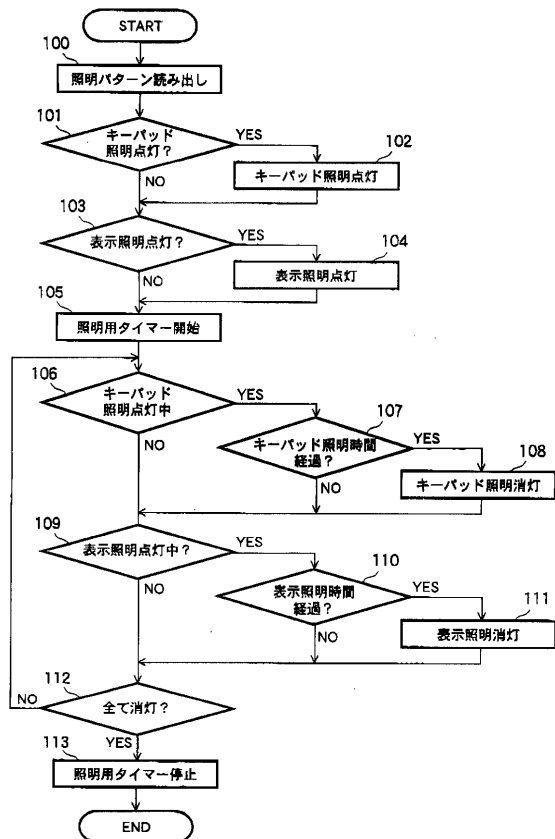 START
100
照明パターン読み出し
101
キーパッド
照明点灯?
YES
NO
102
キーパッド照明点灯
103
表示照明点灯?
YES
NO
104
表示照明点灯
105
照明用タイマー開始
106
キーパッド
照明点灯中
YES
NO
107
キーパッド照明時間
経過?
YES
NO
108
キーパッド照明消灯
109
表示照明点灯中?
YES
NO
110
表示照明時間
経過?
YES
NO
111
表示照明消灯
112
全て消灯?
NO
YES
113
照明用タイマー停止
END